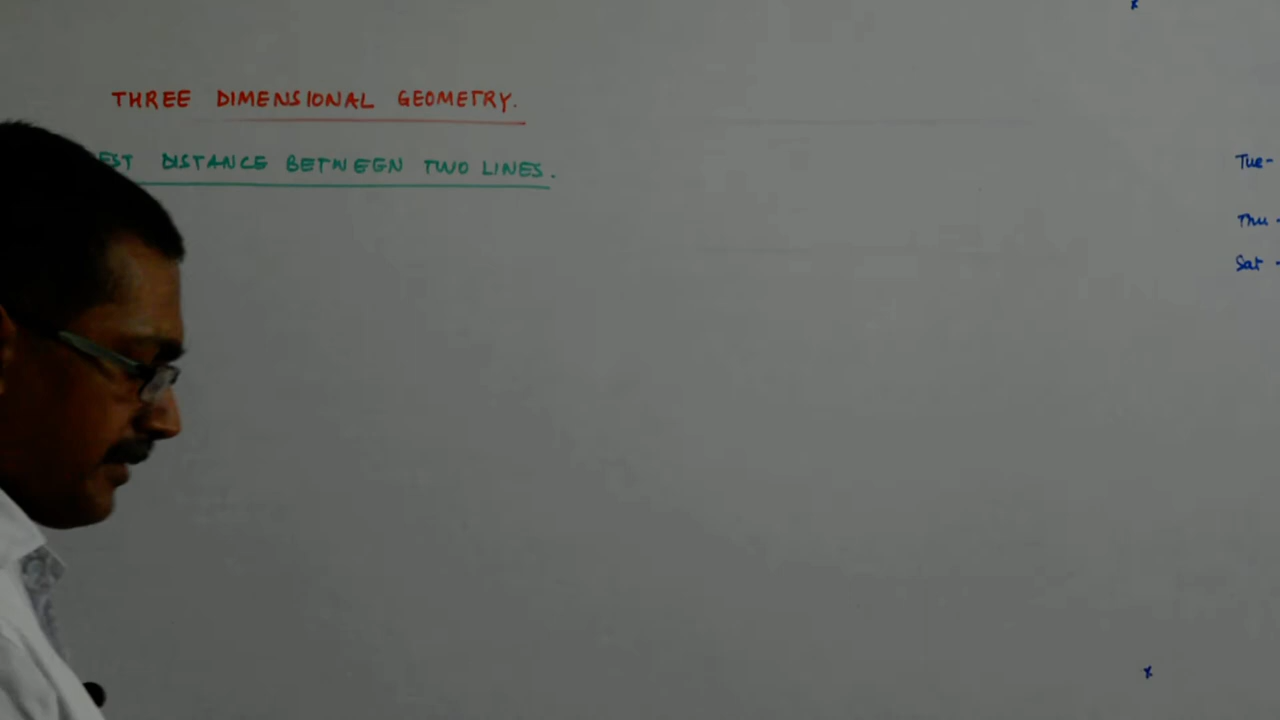 THREE DIMENSIONAL GEOMETRY.
EST DISTANCE BETWEEN TWO LINES.
Tue-
Thu -
Sat -